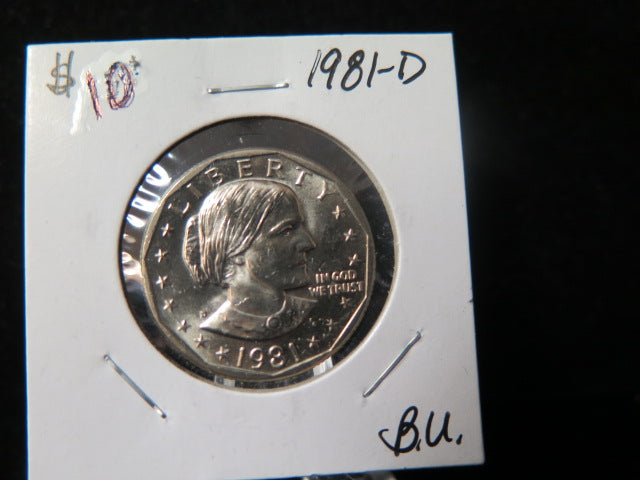 $10+ 1981-D
LIBERTY
IN GOD
WE TRUST
1981
B.U.